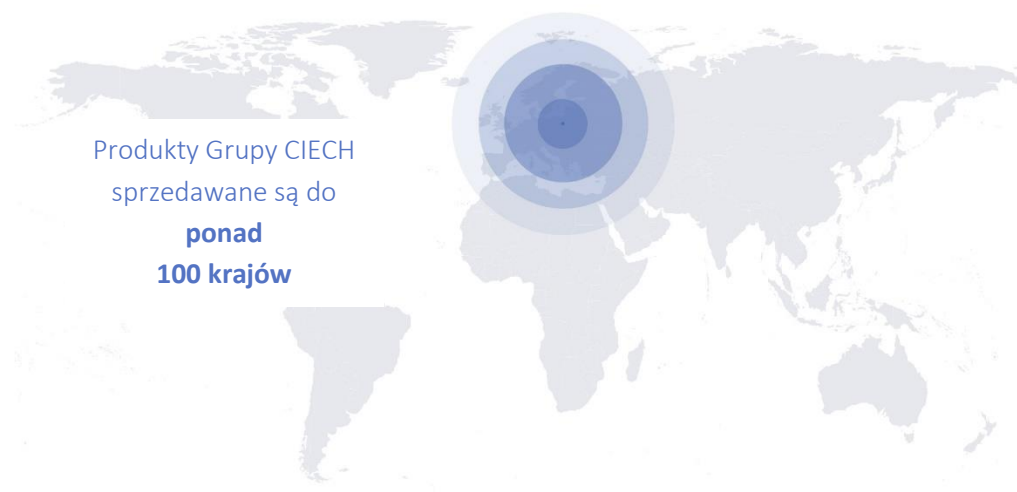 Produkty Grupy CIECH
sprzedawane są do
ponad
100 krajów